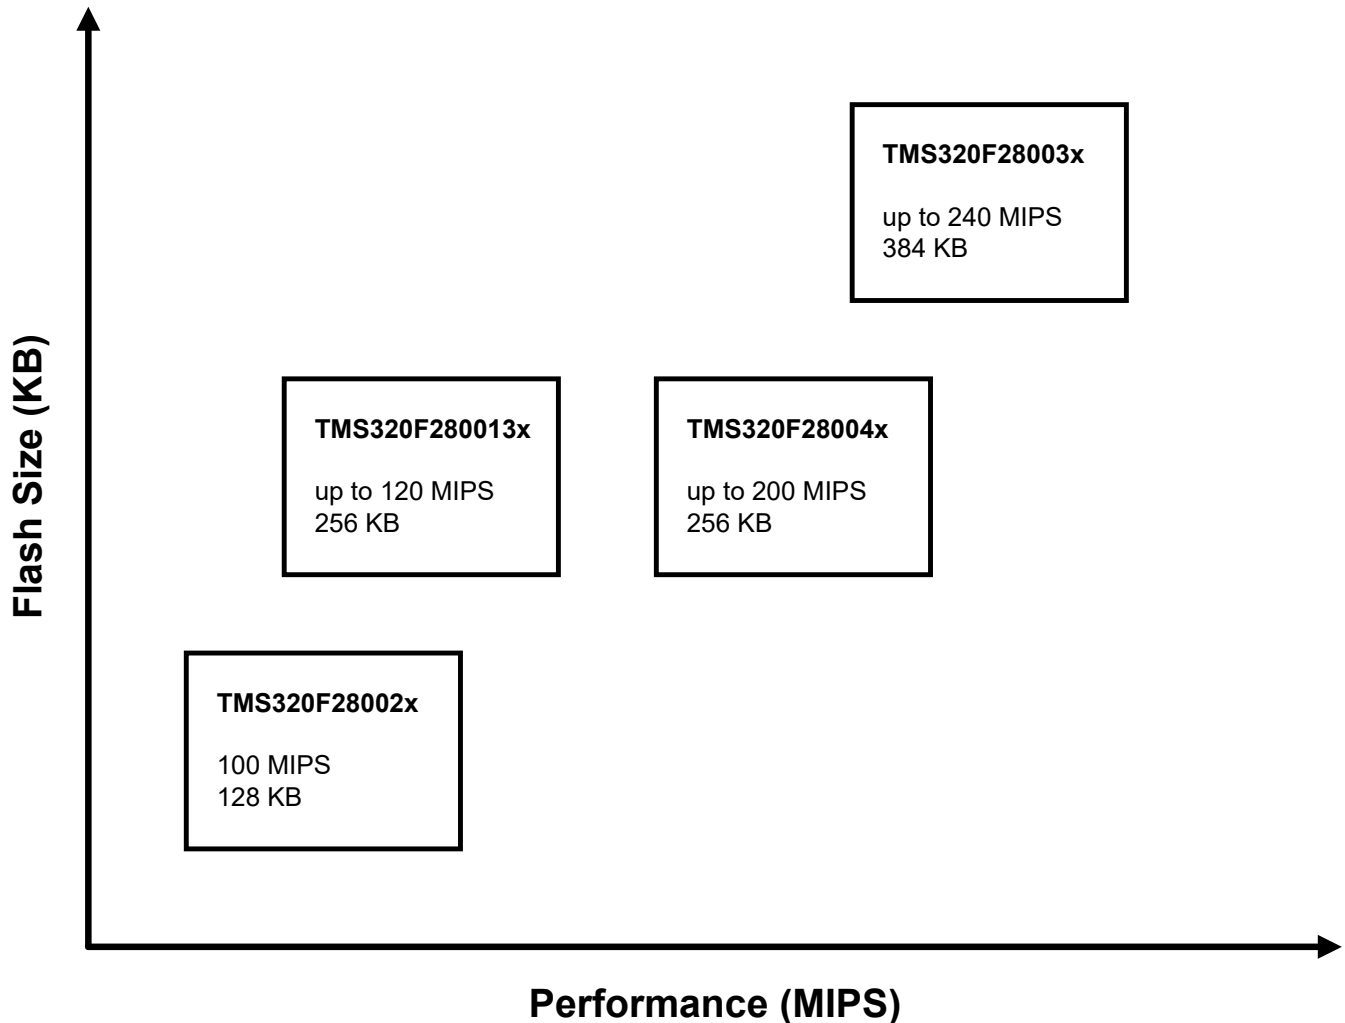 TMS320F28003x
up to 240 MIPS
384 KB
TMS320F280013x
up to 120 MIPS
256 KB
TMS320F28004x
up to 200 MIPS
256 KB
TMS320F28002x
100 MIPS
128 KB
Flash Size (KB)
Performance (MIPS)